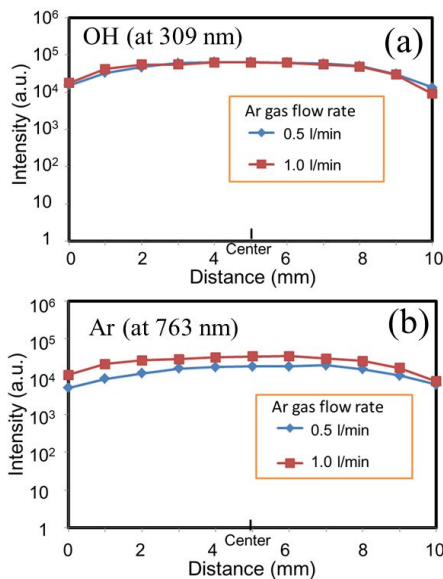 OH (at 309 nm)
(a)
Intensity (a.u.)
10⁶
10⁵
10⁴
10³
10²
10
1
Ar gas flow rate
0.5 l/min
1.0 l/min
0
2
4
Center
6
8
10
Distance (mm)
Ar (at 763 nm)
(b)
Intensity (a.u.)
10⁶
10⁵
10⁴
10³
10²
10
1
Ar gas flow rate
0.5 l/min
1.0 l/min
0
2
4
Center
6
8
10
Distance (mm)